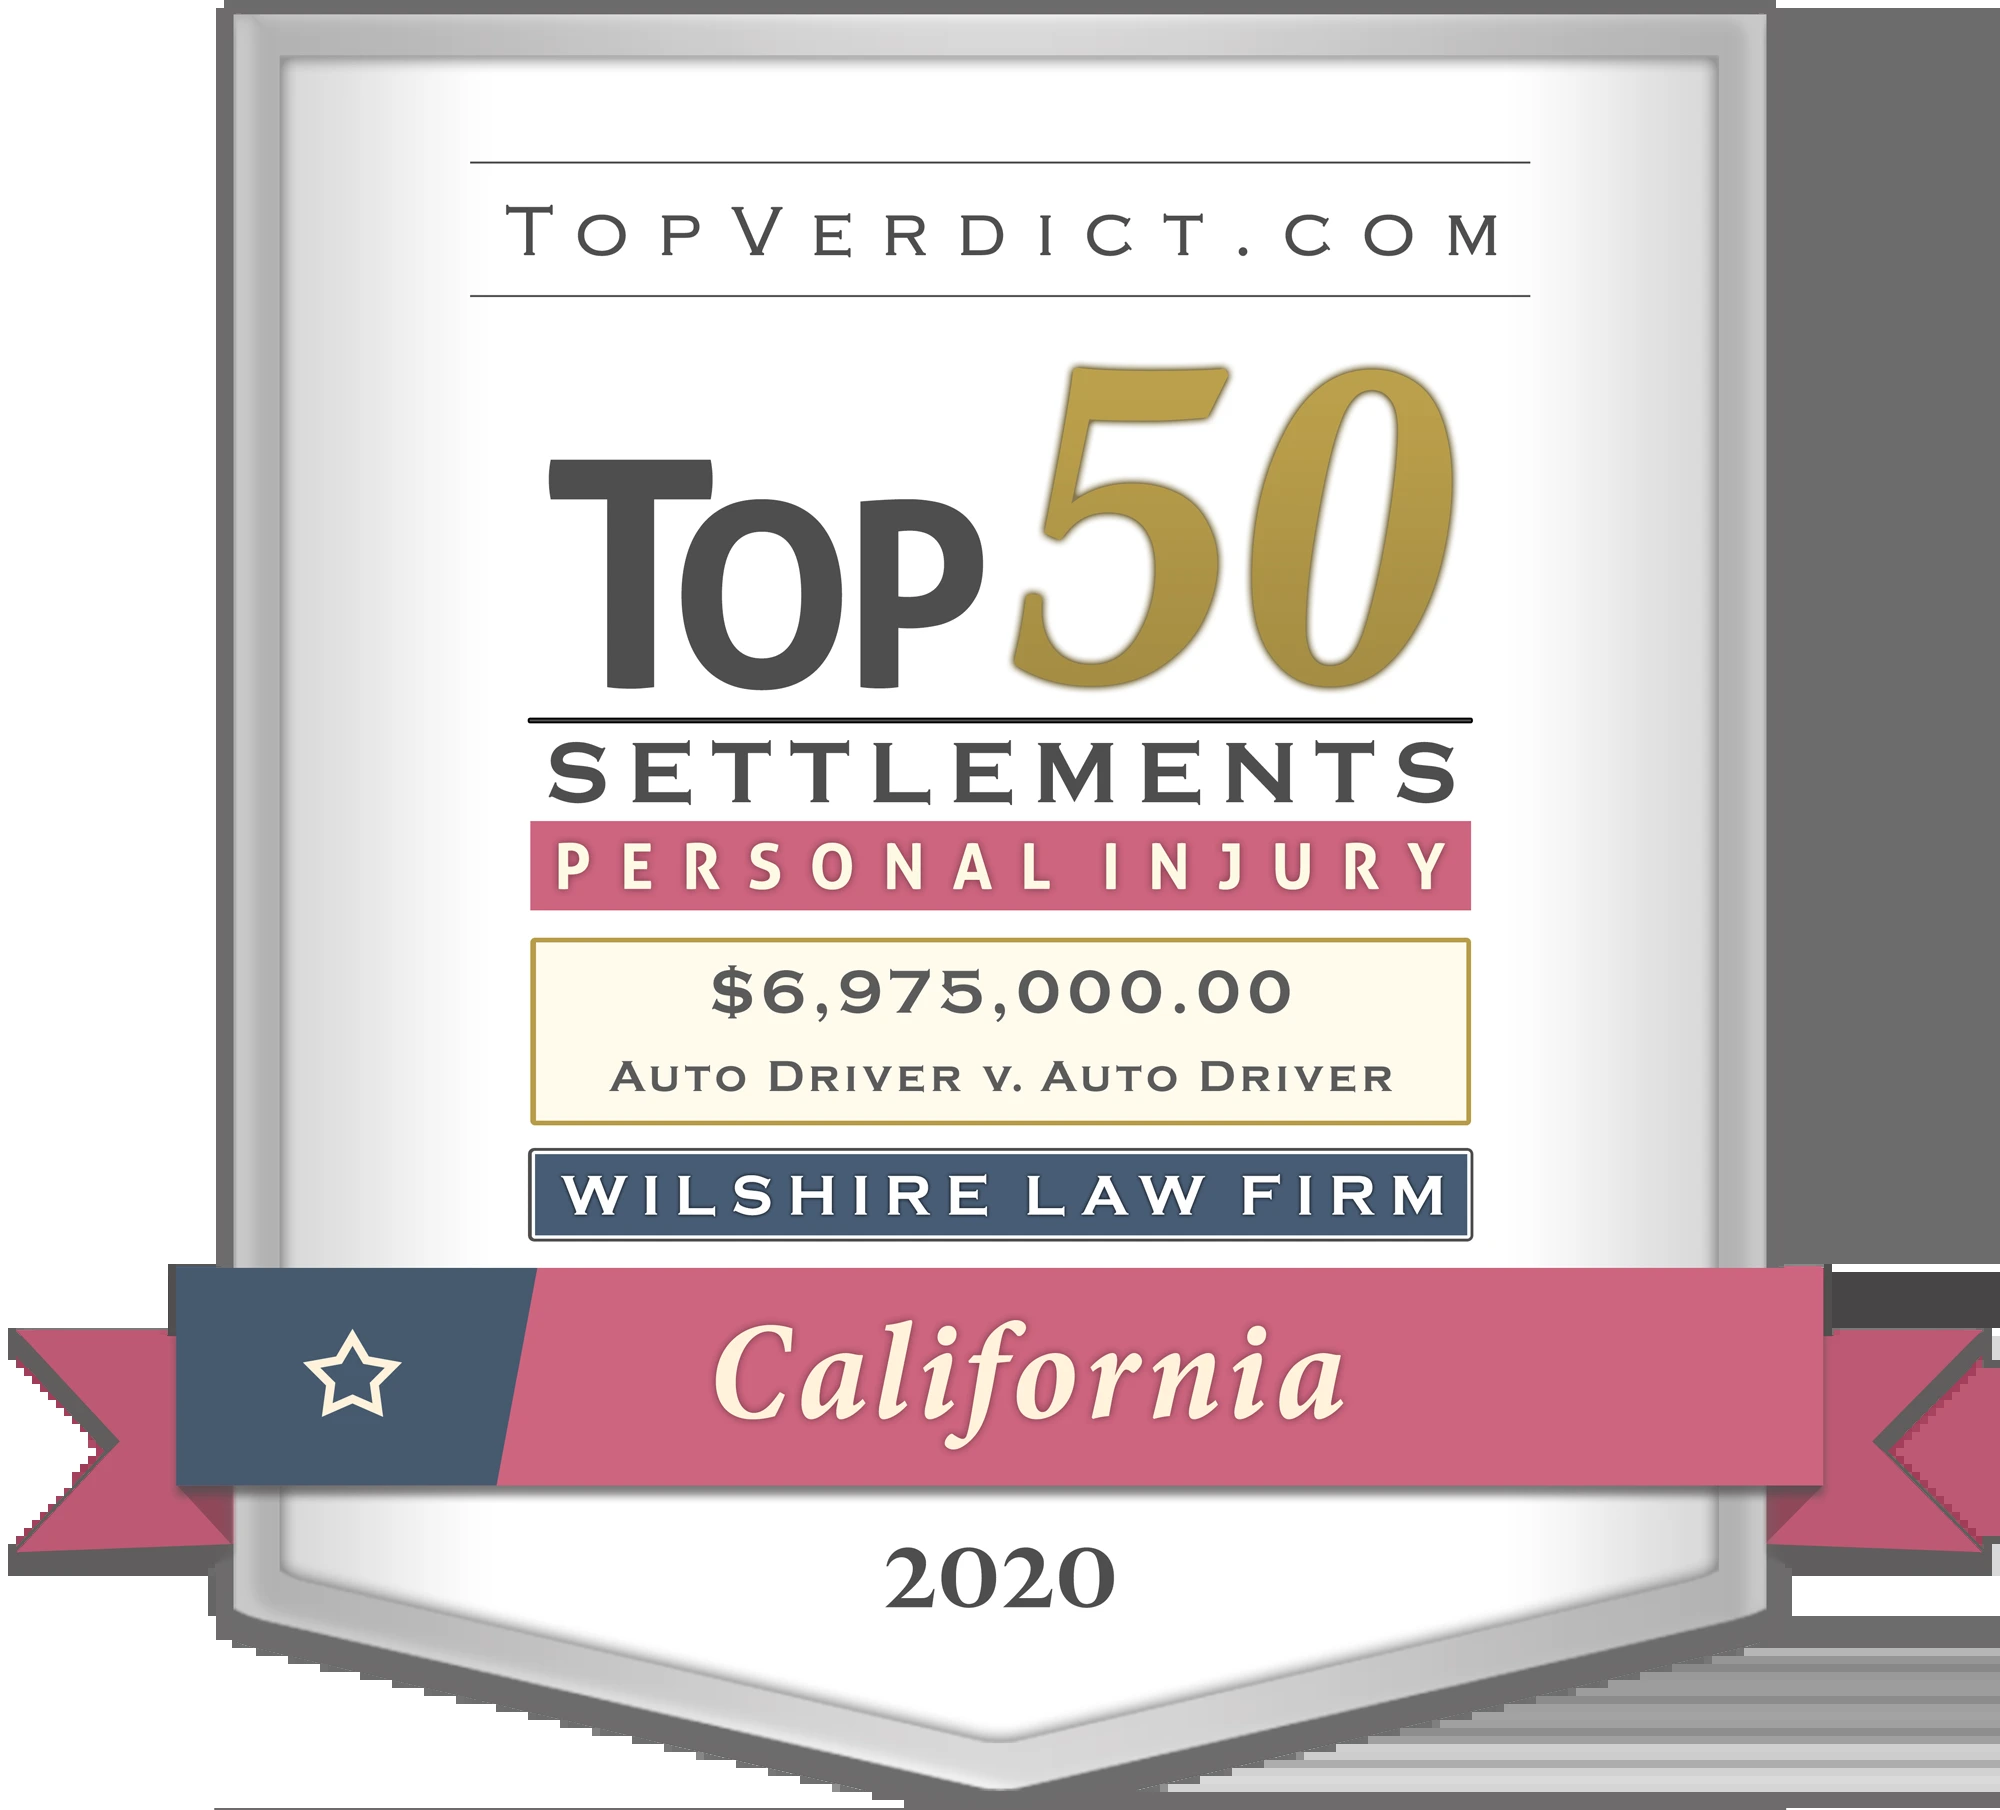 TopVerdict.com
Top 50
SETTLEMENTS
PERSONAL INJURY
$6,975,000.00
Auto Driver v. Auto Driver
WILSHIRE LAW FIRM
California
2020